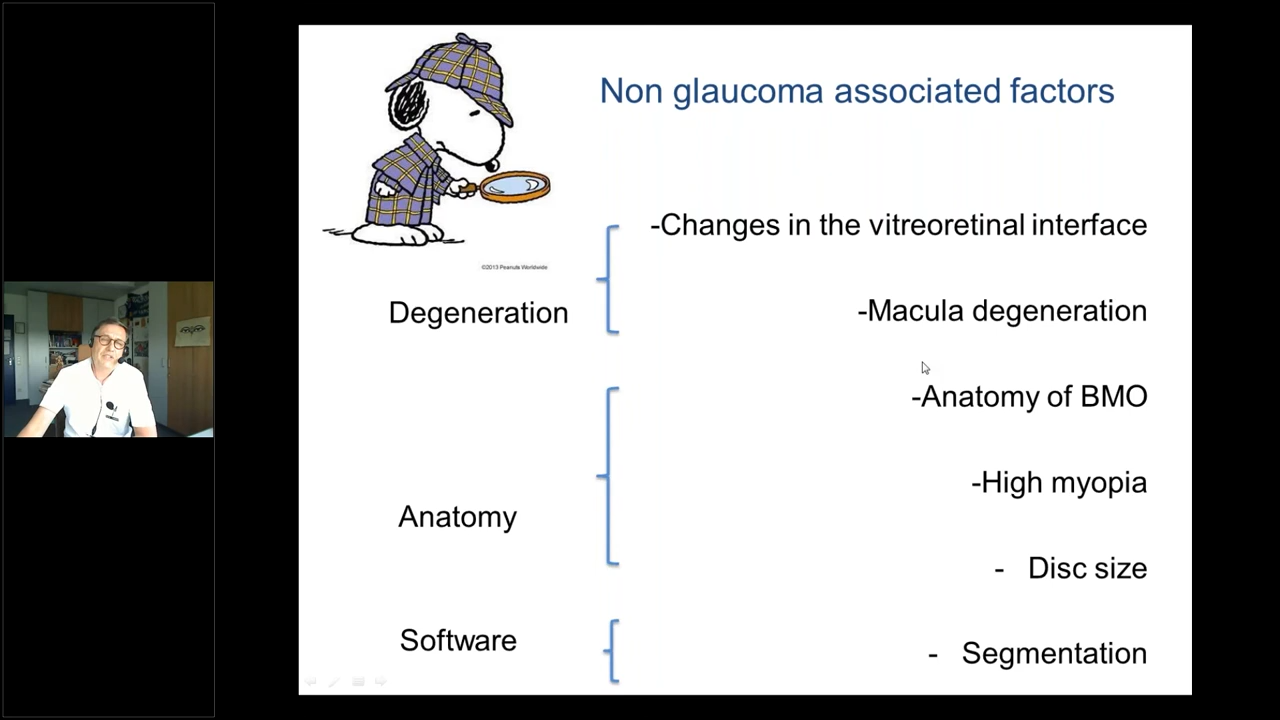 Non glaucoma associated factors
©2013 Peanuts Worldwide
Degeneration
-Changes in the vitreoretinal interface
-Macula degeneration
Anatomy
-Anatomy of BMO
-High myopia
- Disc size
Software
- Segmentation